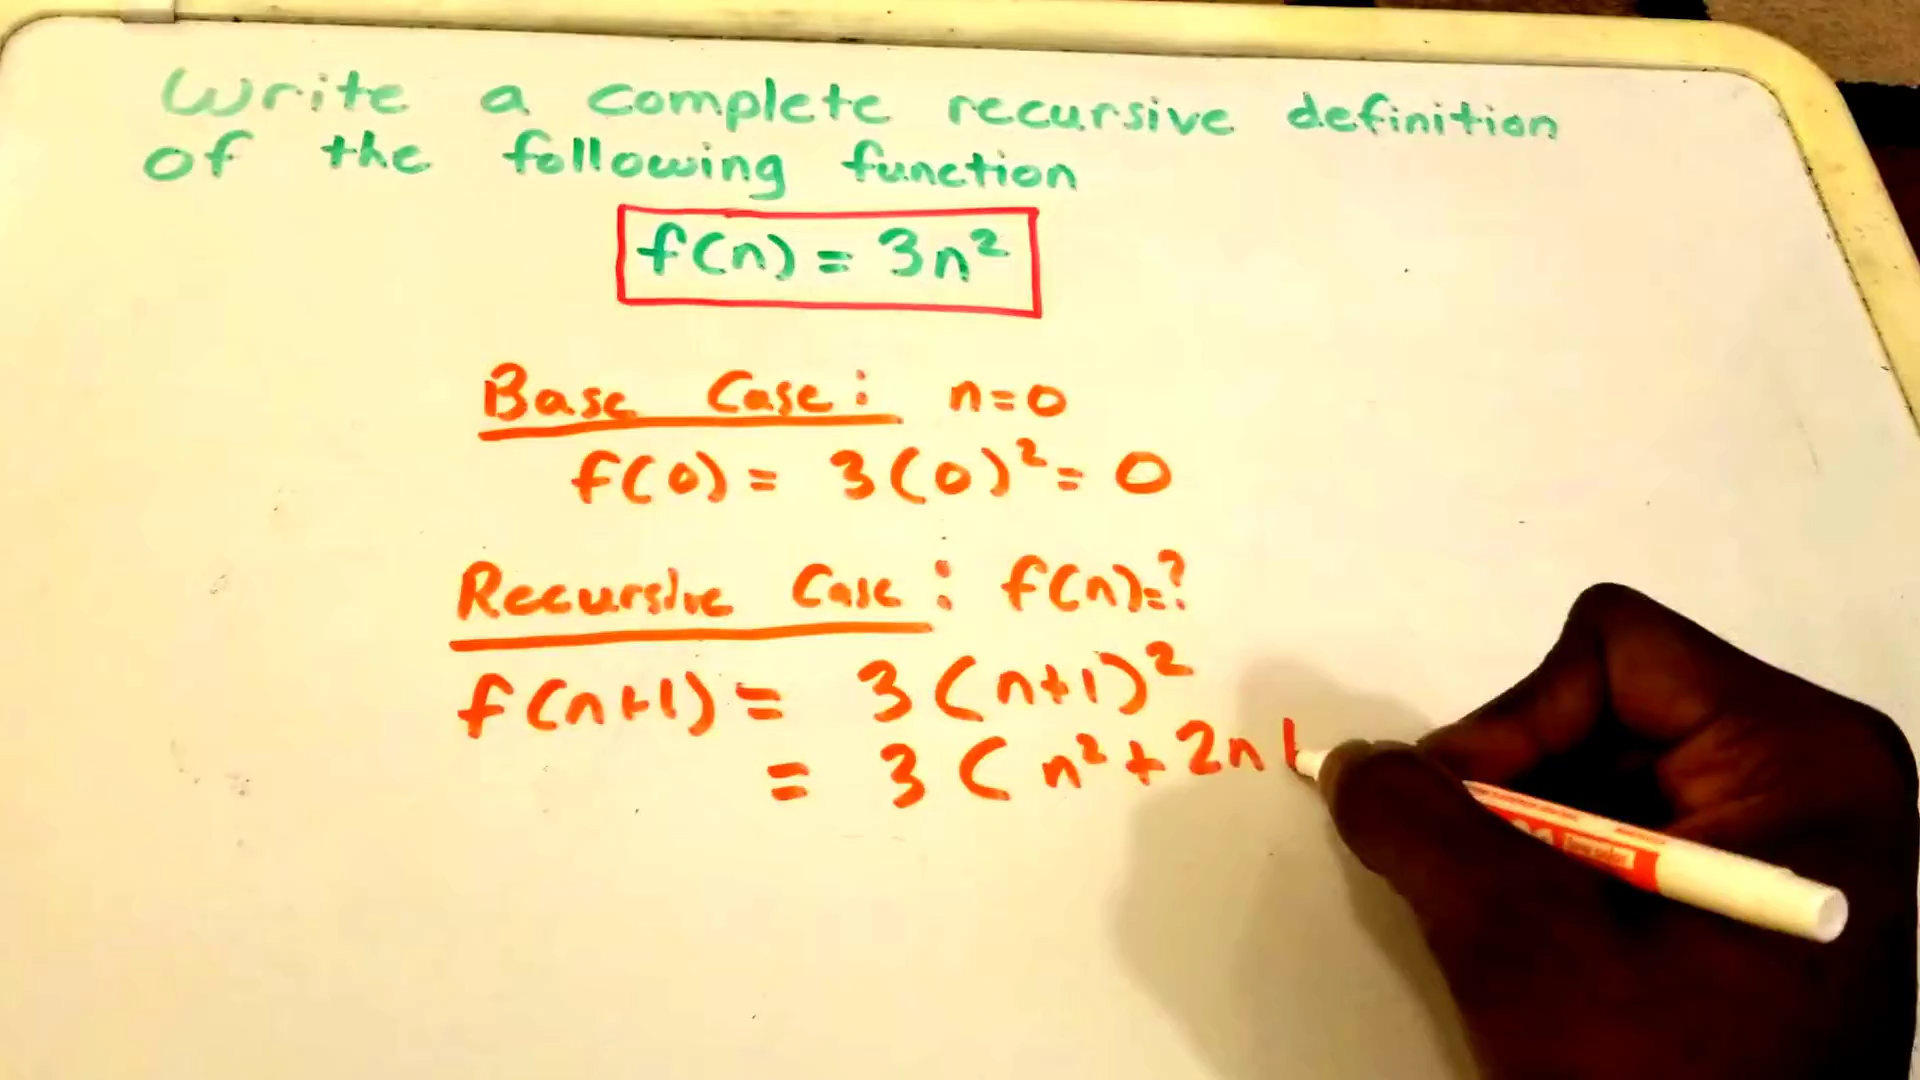 Write a complete recursive definition
of the following function
f(n) = 3n²
Base Case: n=0
f(0) = 3(0)² = 0
Recursive Case: f(n)=?
f(n+1) = 3(n+1)²
= 3(n²+2n